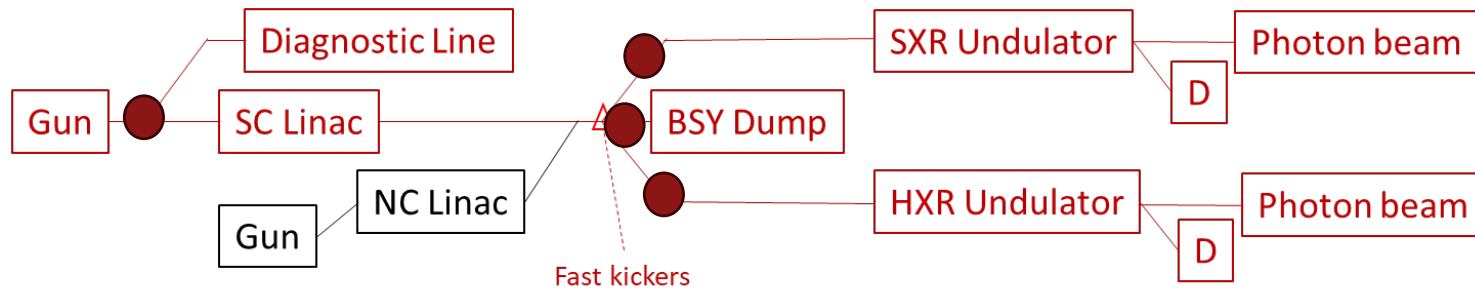 Diagnostic Line
SXR Undulator
Photon beam
D
Gun
SC Linac
BSY Dump
NC Linac
Gun
HXR Undulator
Photon beam
D
Fast kickers